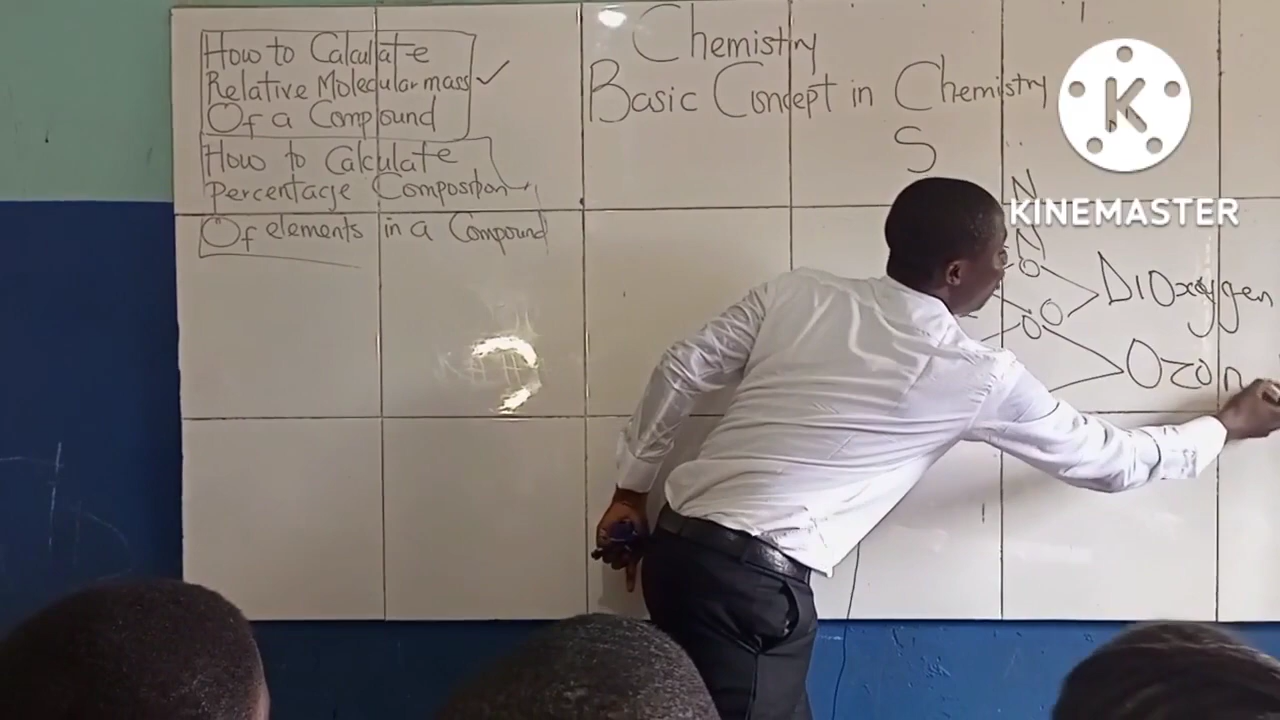 How to Calculate
Relative Molecular mass
Of a Compound
How to Calculate
Percentage Composition
Of elements in a Compound
Chemistry
Basic Concept in Chemistry
S
N
N
O
O
O
DIOxygen
Ozon
K
KINEMASTER